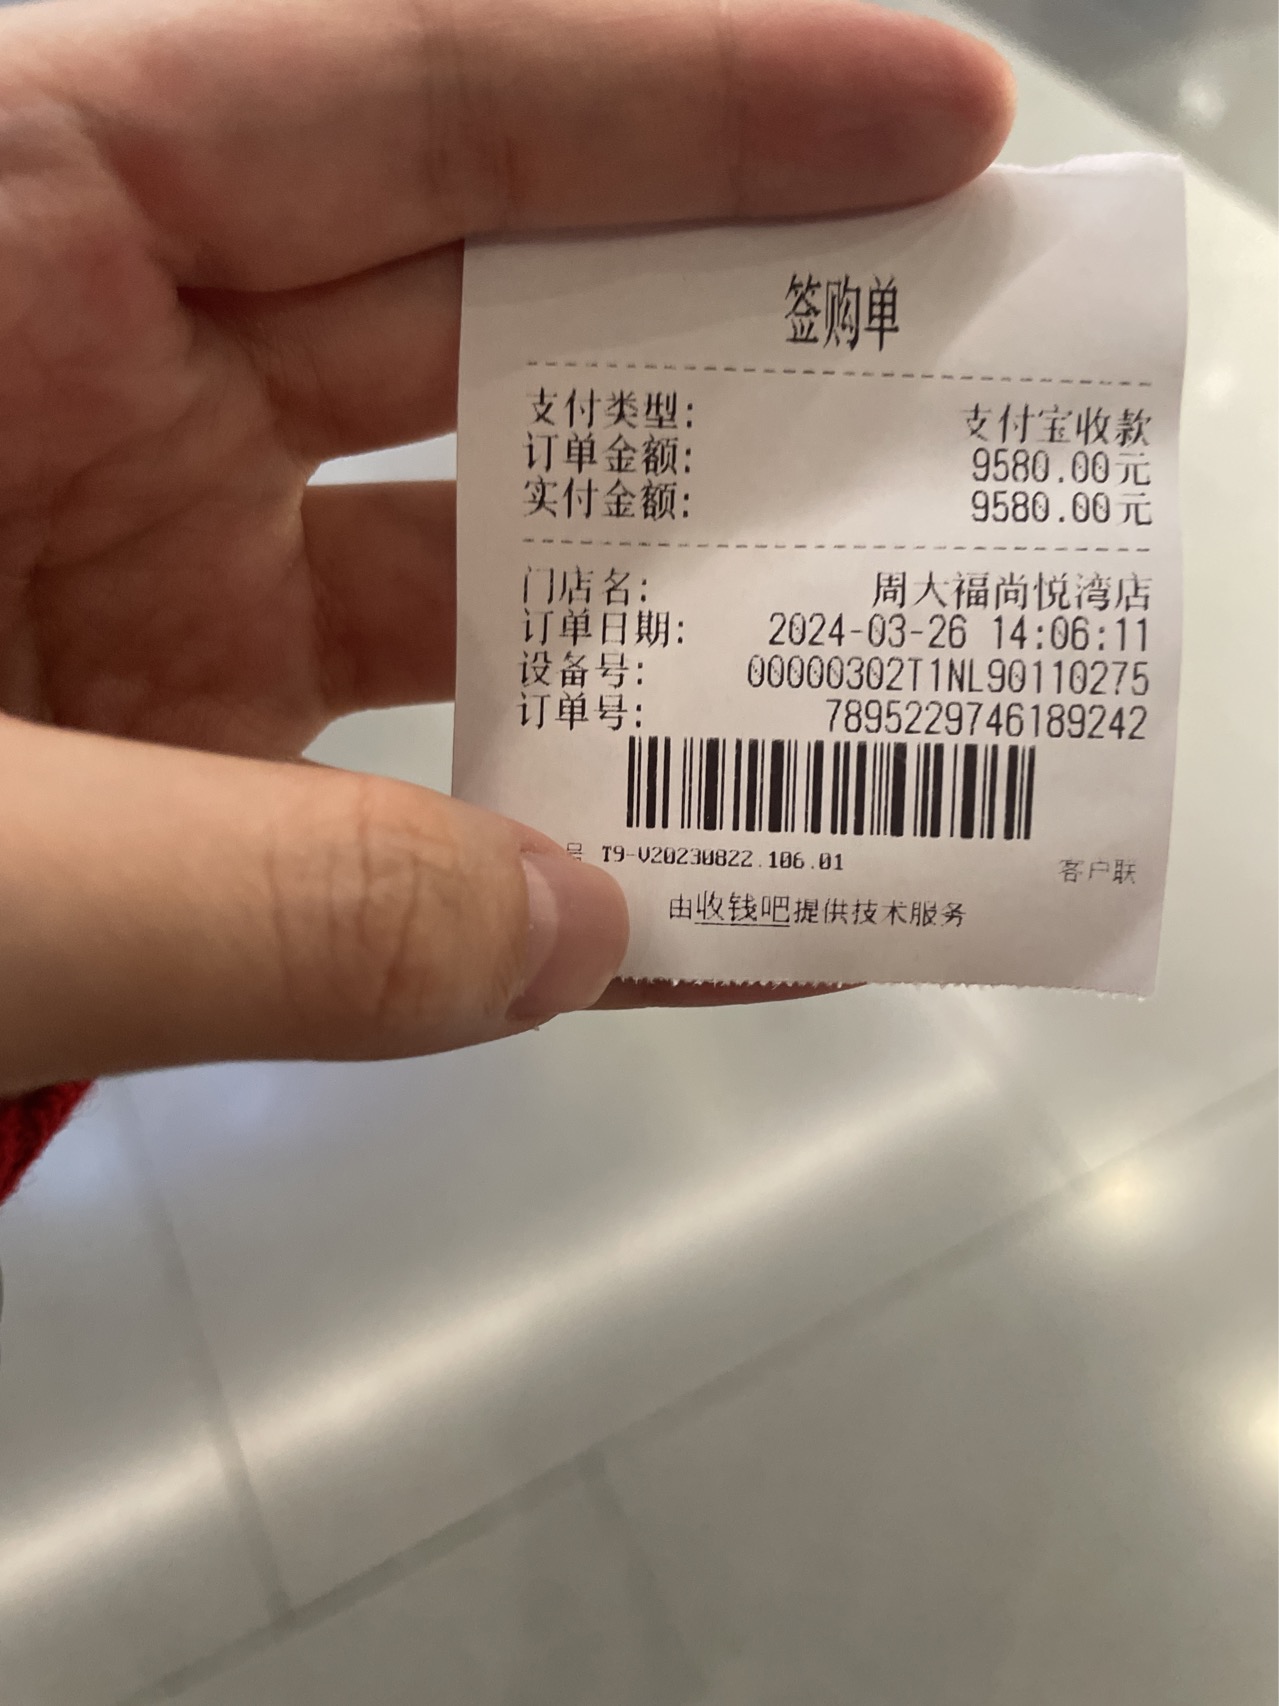 签购单
支付类型: 支付宝收款
订单金额: 9580.00元
实付金额: 9580.00元
门店名: 周大福尚悦湾店
订单日期: 2024-03-26 14:06:11
设备号: 00000302T1NL90110275
订单号: 7895229746189242
号 T9-V20230822.106.01 客户联
由收钱吧提供技术服务